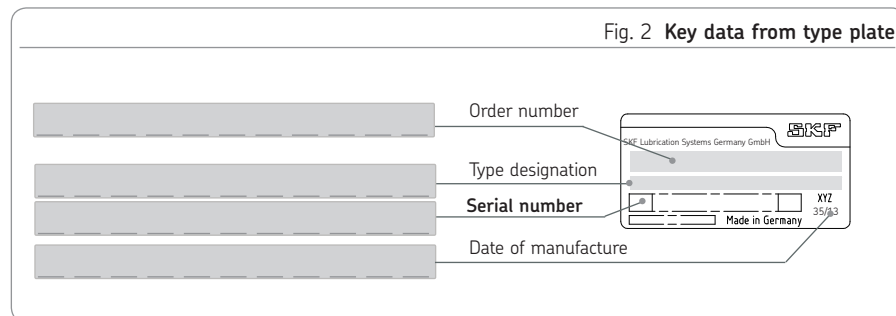 Fig. 2 Key data from type plate
Order number
SKF
SKF Lubrication Systems Germany GmbH
Type designation
Serial number
XYZ
35/13
Made in Germany
Date of manufacture